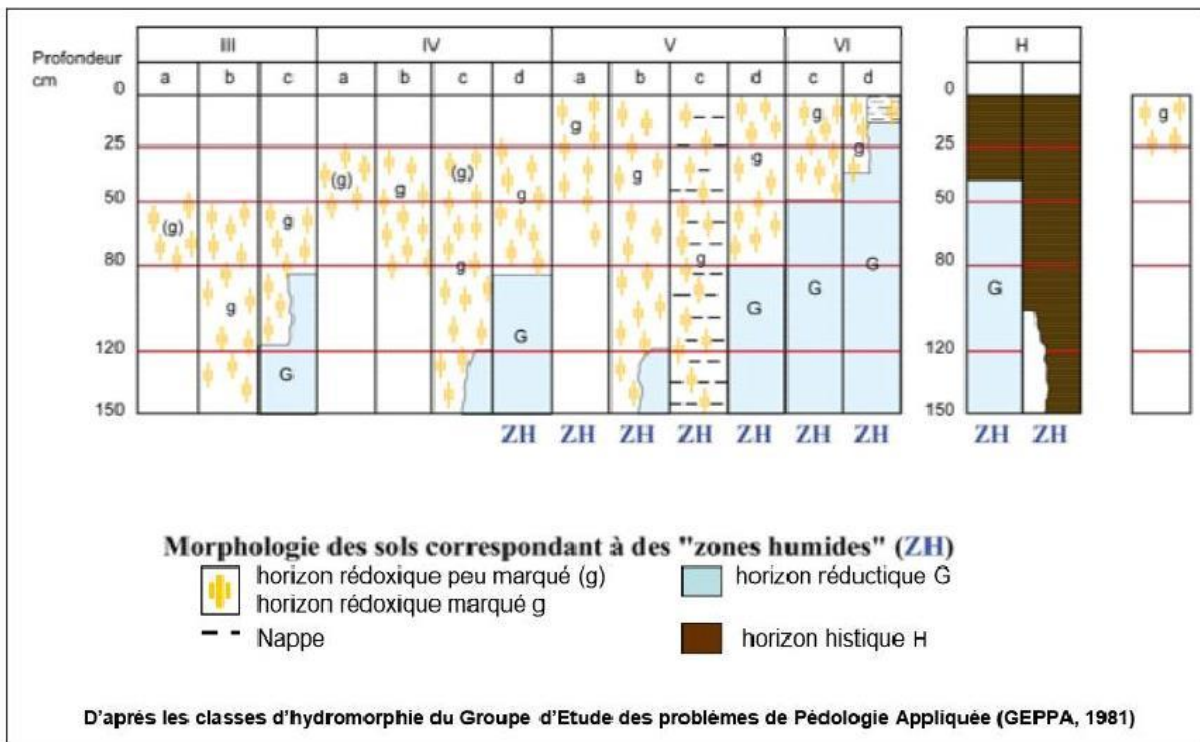 III IV V VI H
Profondeur
cm
a b c a b c d a b c d c d
0 0
g g g g
25 25
(g) g (g) g g g
50 50
(g) g g g
80 g 80
g G G G G
120 G 120
G
150 150
ZH ZH ZH ZH ZH ZH ZH ZH ZH
Morphologie des sols correspondant à des "zones humides" (ZH)
horizon rédoxique peu marqué (g)
horizon réductique G
horizon rédoxique marqué g
Nappe
horizon histique H
D'après les classes d'hydromorphie du Groupe d'Etude des problèmes de Pédologie Appliquée (GEPPA, 1981)